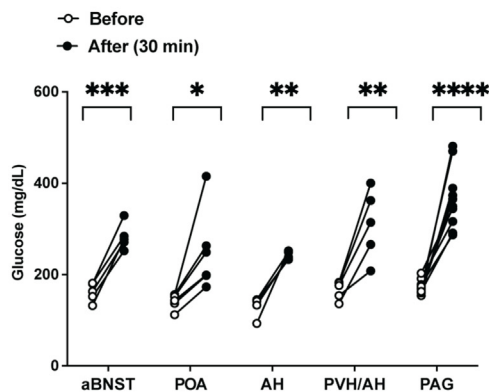 Before
After (30 min)
*** * ** ** ****
600
400
200
0
Glucose (mg/dL)
aBNST POA AH PVH/AH PAG